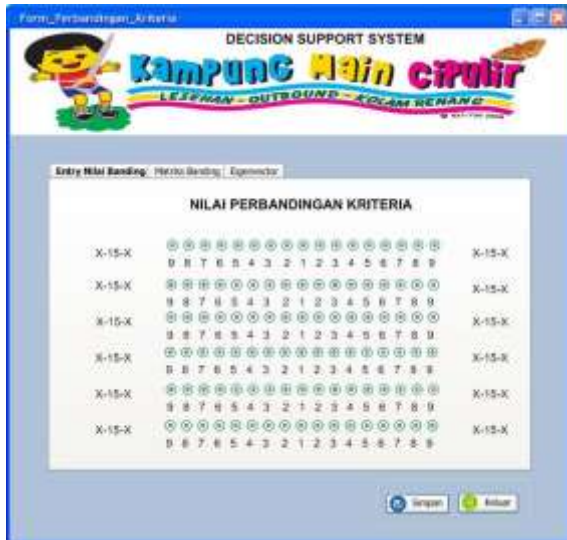 Form_Perbandingan_Kriteria
DECISION SUPPORT SYSTEM
Kampung Main Cipulir
LESEHAN - OUTBOUND - KOLAM RENANG
Entry Nilai Banding Matriks Banding Eigenvector
NILAI PERBANDINGAN KRITERIA
X-15-X X-15-X
9 8 7 6 5 4 3 2 1 2 3 4 5 6 7 8 9
X-15-X X-15-X
9 8 7 6 5 4 3 2 1 2 3 4 5 6 7 8 9
X-15-X X-15-X
9 8 7 6 5 4 3 2 1 2 3 4 5 6 7 8 9
X-15-X X-15-X
9 8 7 6 5 4 3 2 1 2 3 4 5 6 7 8 9
X-15-X X-15-X
9 8 7 6 5 4 3 2 1 2 3 4 5 6 7 8 9
X-15-X X-15-X
9 8 7 6 5 4 3 2 1 2 3 4 5 6 7 8 9
Simpan Keluar